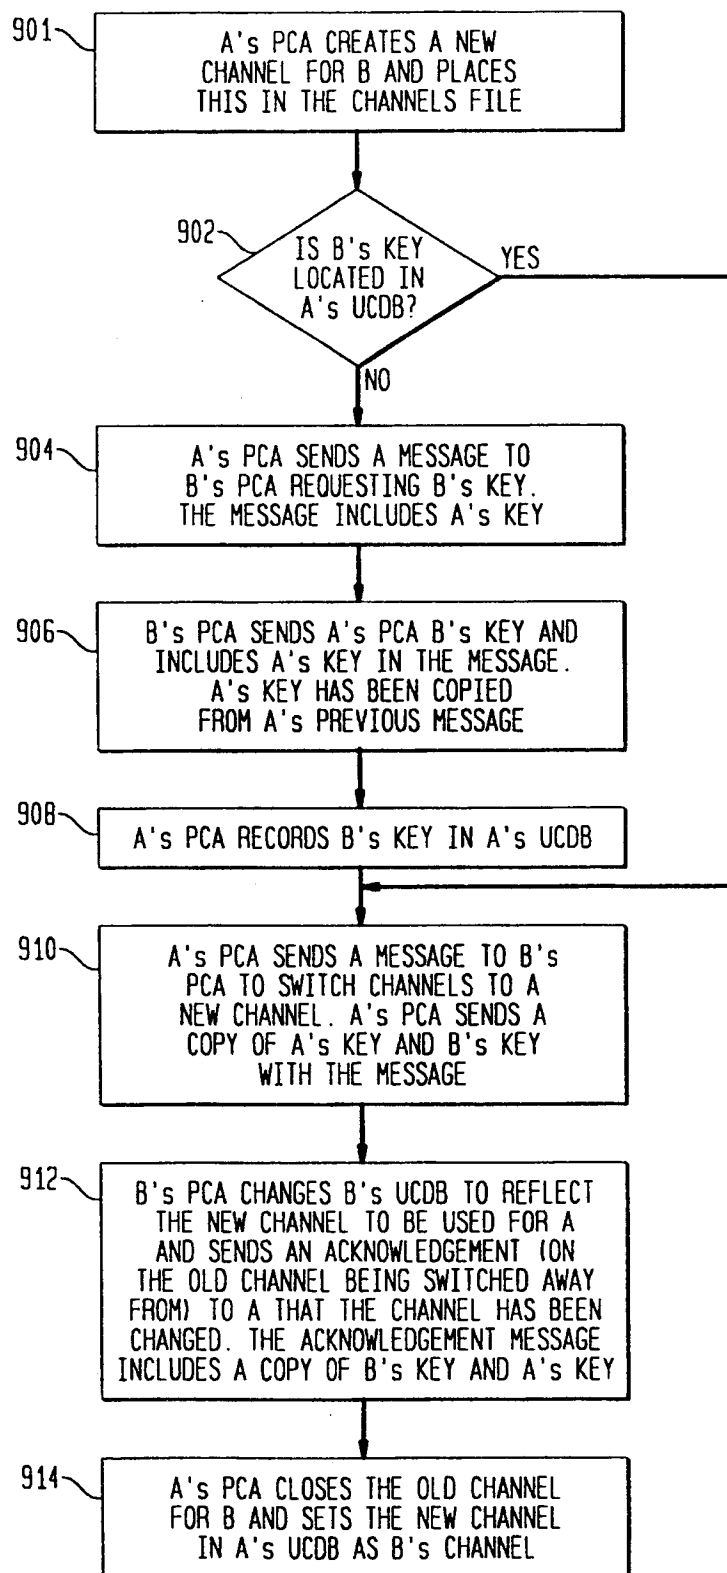 901
A's PCA CREATES A NEW
CHANNEL FOR B AND PLACES
THIS IN THE CHANNELS FILE
902
IS B's KEY
LOCATED IN
A's UCDB?
YES
NO
904
A's PCA SENDS A MESSAGE TO
B's PCA REQUESTING B's KEY.
THE MESSAGE INCLUDES A's KEY
906
B's PCA SENDS A's PCA B's KEY AND
INCLUDES A's KEY IN THE MESSAGE.
A's KEY HAS BEEN COPIED
FROM A's PREVIOUS MESSAGE
908
A's PCA RECORDS B's KEY IN A's UCDB
910
A's PCA SENDS A MESSAGE TO B's
PCA TO SWITCH CHANNELS TO A
NEW CHANNEL. A's PCA SENDS A
COPY OF A's KEY AND B's KEY
WITH THE MESSAGE
912
B's PCA CHANGES B's UCDB TO REFLECT
THE NEW CHANNEL TO BE USED FOR A
AND SENDS AN ACKNOWLEDGEMENT (ON
THE OLD CHANNEL BEING SWITCHED AWAY
FROM) TO A THAT THE CHANNEL HAS BEEN
CHANGED. THE ACKNOWLEDGEMENT MESSAGE
INCLUDES A COPY OF B's KEY AND A's KEY
914
A's PCA CLOSES THE OLD CHANNEL
FOR B AND SETS THE NEW CHANNEL
IN A's UCDB AS B's CHANNEL